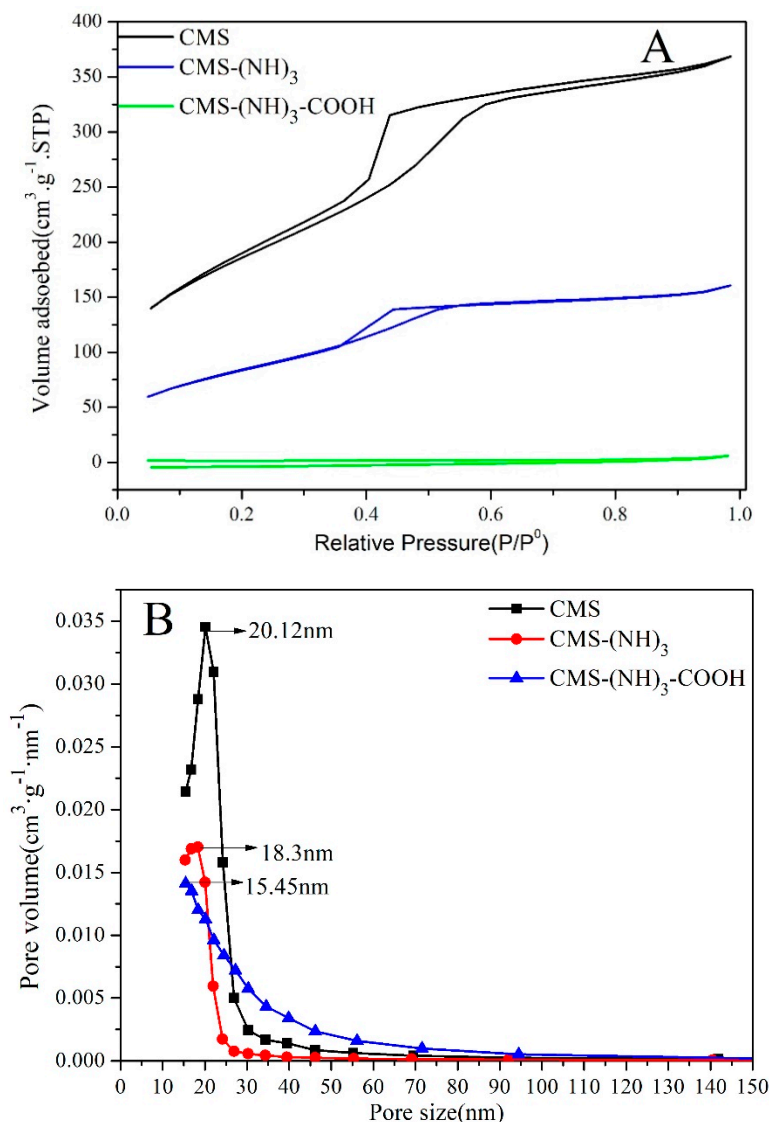 A
CMS
CMS-(NH)3
CMS-(NH)3-COOH
Volume adsoebed(cm3.g-1.STP)
400
350
300
250
200
150
100
50
0
0.0 0.2 0.4 0.6 0.8 1.0
Relative Pressure(P/P0)
B
CMS
CMS-(NH)3
CMS-(NH)3-COOH
20.12nm
18.3nm
15.45nm
Pore volume(cm3·g-1·nm-1)
0.035
0.030
0.025
0.020
0.015
0.010
0.005
0.000
0 10 20 30 40 50 60 70 80 90 100 110 120 130 140 150
Pore size(nm)